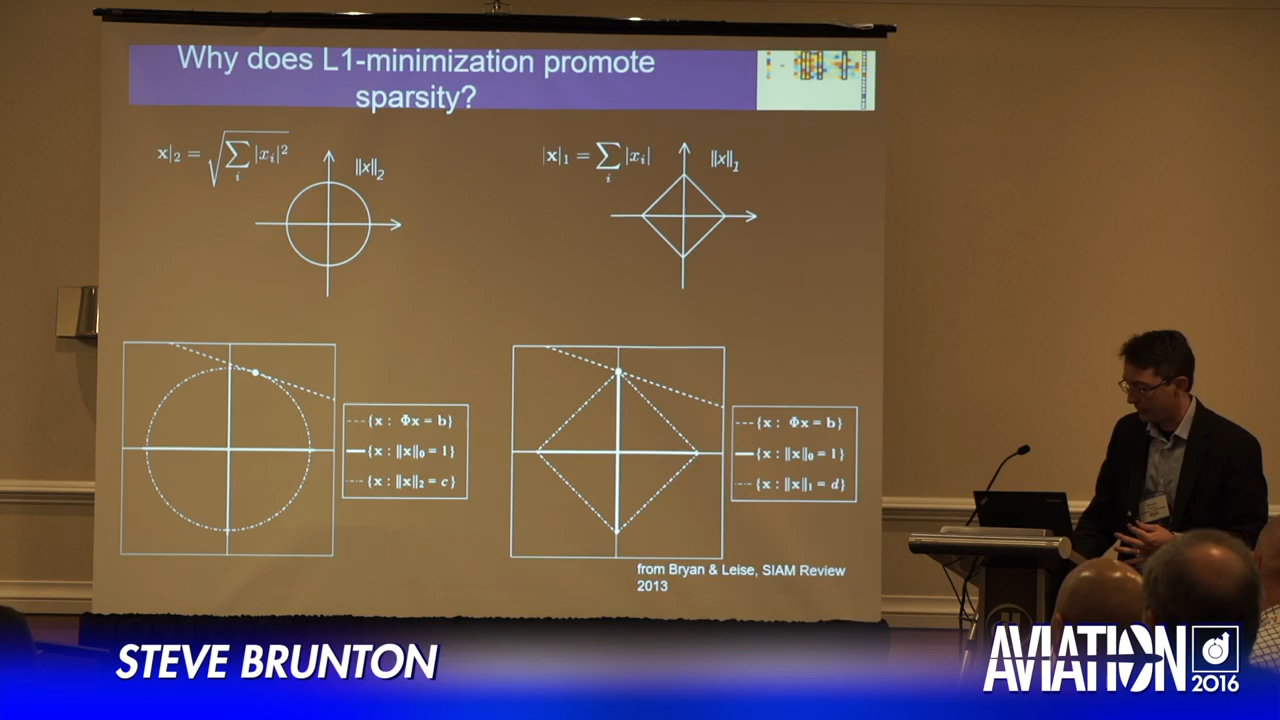 Why does L1-minimization promote
sparsity?
x|₂ = √∑ᵢ |xᵢ|²
‖x‖₂
|x|₁ = ∑ᵢ |xᵢ|
‖x‖₁
{x : Φx = b}
{x : ‖x‖₀ = 1}
{x : ‖x‖₂ = c}
{x : Φx = b}
{x : ‖x‖₀ = 1}
{x : ‖x‖₁ = d}
from Bryan & Leise, SIAM Review
2013
STEVE BRUNTON
AVIATION
2016